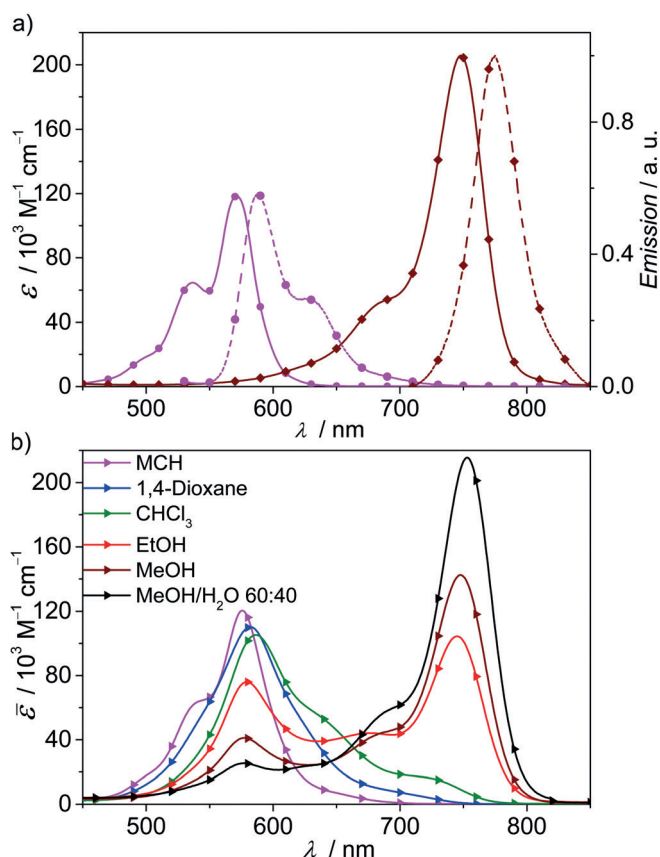 a)
200
160
120
80
40
0
ε / 10³ M⁻¹ cm⁻¹
0.8
0.4
0.0
Emission / a. u.
500 600 700 800
λ / nm
b)
MCH
1,4-Dioxane
CHCl₃
EtOH
MeOH
MeOH/H₂O 60:40
200
160
120
80
40
0
ε̄ / 10³ M⁻¹ cm⁻¹
500 600 700 800
λ / nm